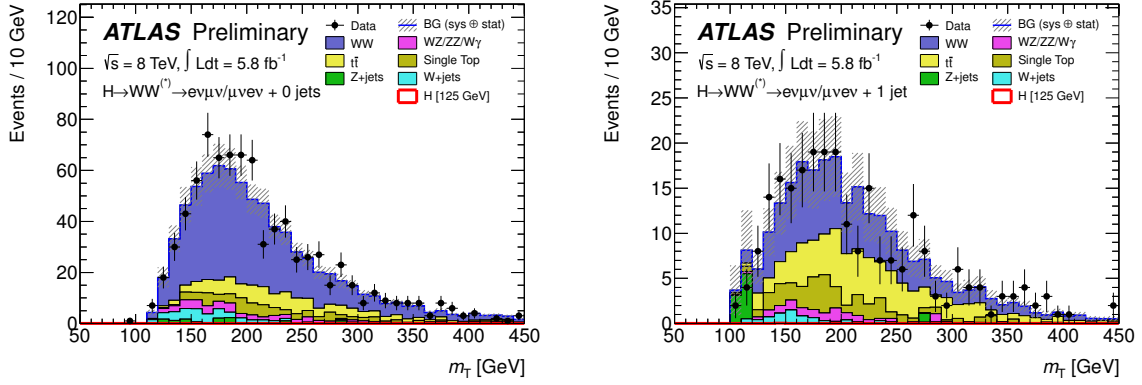 Events / 10 GeV
120
100
80
60
40
20
0
ATLAS Preliminary
√s = 8 TeV, ∫ Ldt = 5.8 fb⁻¹
H→WW⁽*⁾→eνμν/μνeν + 0 jets
Data
BG (sys ⊕ stat)
WW
WZ/ZZ/Wγ
tt̄
Single Top
Z+jets
W+jets
H [125 GeV]
50 100 150 200 250 300 350 400 450
m_T [GeV]
Events / 10 GeV
35
30
25
20
15
10
5
0
ATLAS Preliminary
√s = 8 TeV, ∫ Ldt = 5.8 fb⁻¹
H→WW⁽*⁾→eνμν/μνeν + 1 jet
Data
BG (sys ⊕ stat)
WW
WZ/ZZ/Wγ
tt̄
Single Top
Z+jets
W+jets
H [125 GeV]
50 100 150 200 250 300 350 400 450
m_T [GeV]